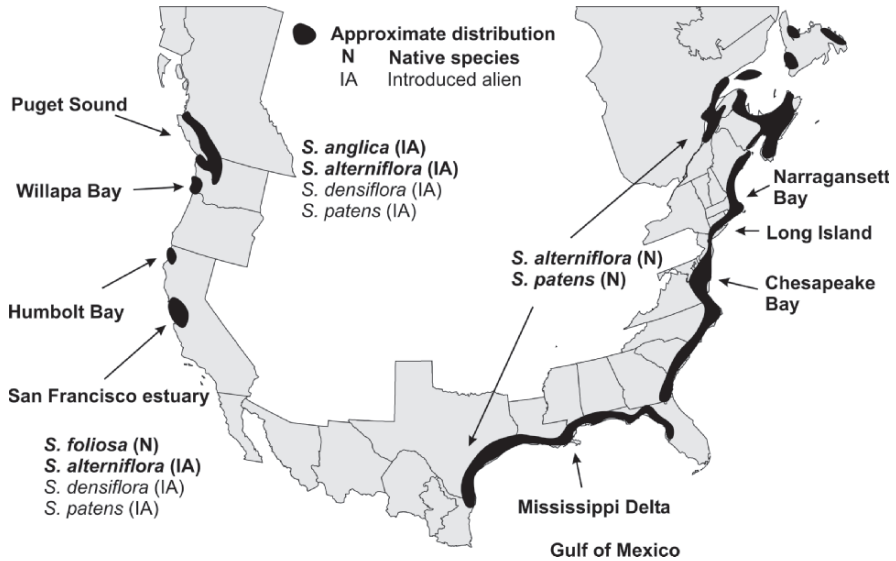 Approximate distribution
N Native species
IA Introduced alien
Puget Sound
S. anglica (IA)
S. alterniflora (IA)
S. densiflora (IA)
S. patens (IA)
Willapa Bay
Narragansett
Bay
Long Island
S. alterniflora (N)
S. patens (N)
Chesapeake
Bay
Humbolt Bay
San Francisco estuary
S. foliosa (N)
S. alterniflora (IA)
S. densiflora (IA)
S. patens (IA)
Mississippi Delta
Gulf of Mexico